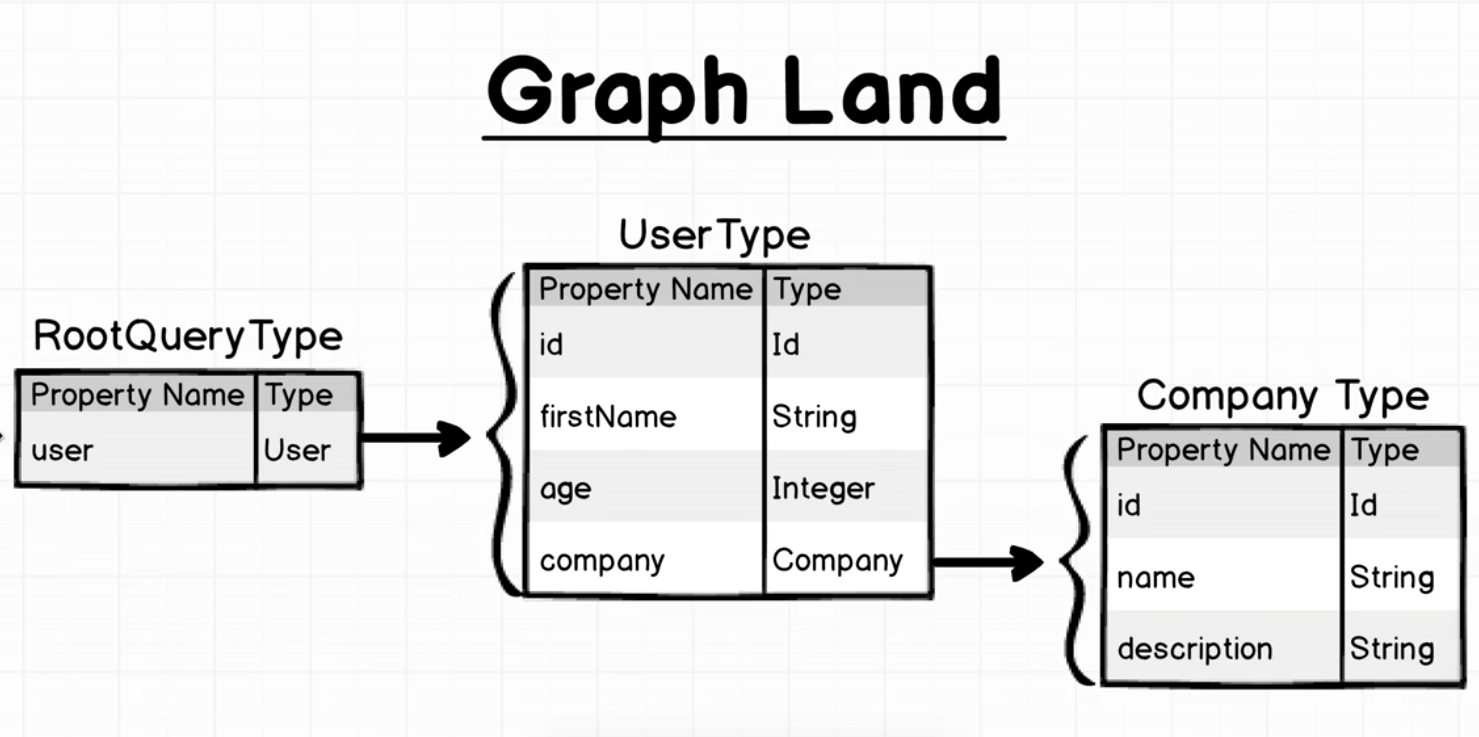 Graph Land
RootQueryType
Property Name Type
user User
UserType
Property Name Type
id Id
firstName String
age Integer
company Company
Company Type
Property Name Type
id Id
name String
description String